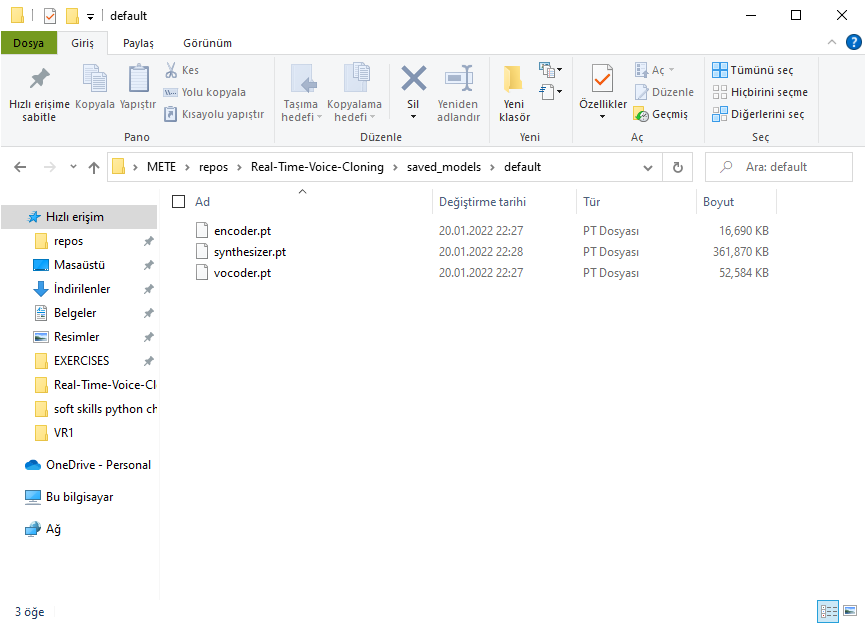 default
Dosya Giriş Paylaş Görünüm
Hızlı erişime sabitle
Kopyala
Yapıştır
Kes
Yolu kopyala
Kısayolu yapıştır
Pano
Taşıma hedefi
Kopyalama hedefi
Sil
Yeniden adlandır
Düzenle
Yeni klasör
Yeni
Özellikler
Aç
Düzenle
Geçmiş
Aç
Tümünü seç
Hiçbirini seçme
Diğerlerini seç
Seç
METE > repos > Real-Time-Voice-Cloning > saved_models > default
Ara: default
Ad Değiştirme tarihi Tür Boyut
encoder.pt 20.01.2022 22:27 PT Dosyası 16,690 KB
synthesizer.pt 20.01.2022 22:28 PT Dosyası 361,870 KB
vocoder.pt 20.01.2022 22:27 PT Dosyası 52,584 KB
Hızlı erişim
repos
Masaüstü
İndirilenler
Belgeler
Resimler
EXERCISES
Real-Time-Voice-Cl
soft skills python ch
VR1
OneDrive - Personal
Bu bilgisayar
Ağ
3 öğe